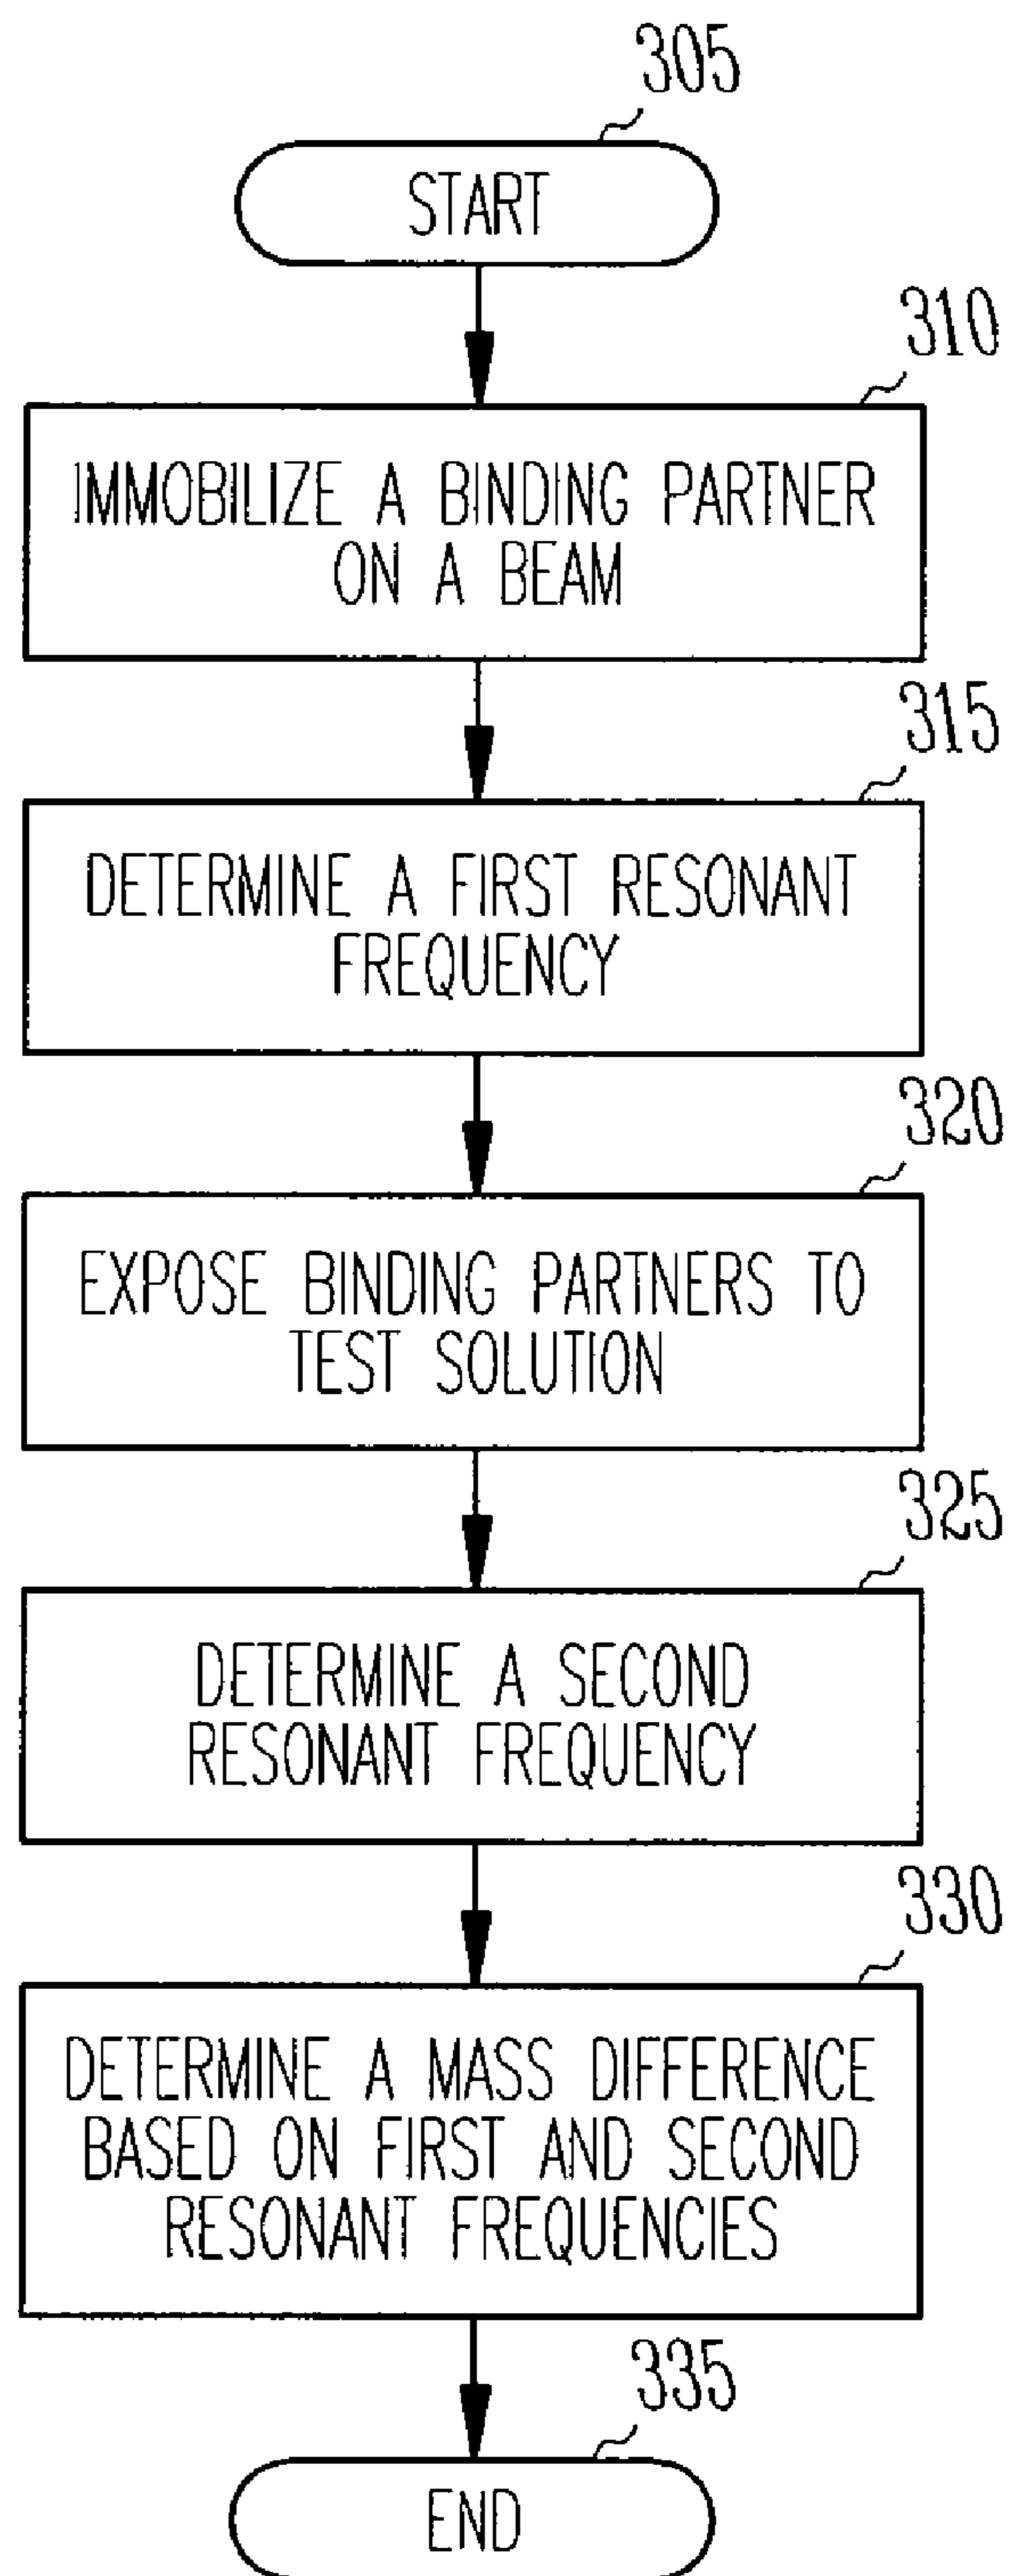 305
START
310
IMMOBILIZE A BINDING PARTNER
ON A BEAM
315
DETERMINE A FIRST RESONANT
FREQUENCY
320
EXPOSE BINDING PARTNERS TO
TEST SOLUTION
325
DETERMINE A SECOND
RESONANT FREQUENCY
330
DETERMINE A MASS DIFFERENCE
BASED ON FIRST AND SECOND
RESONANT FREQUENCIES
335
END